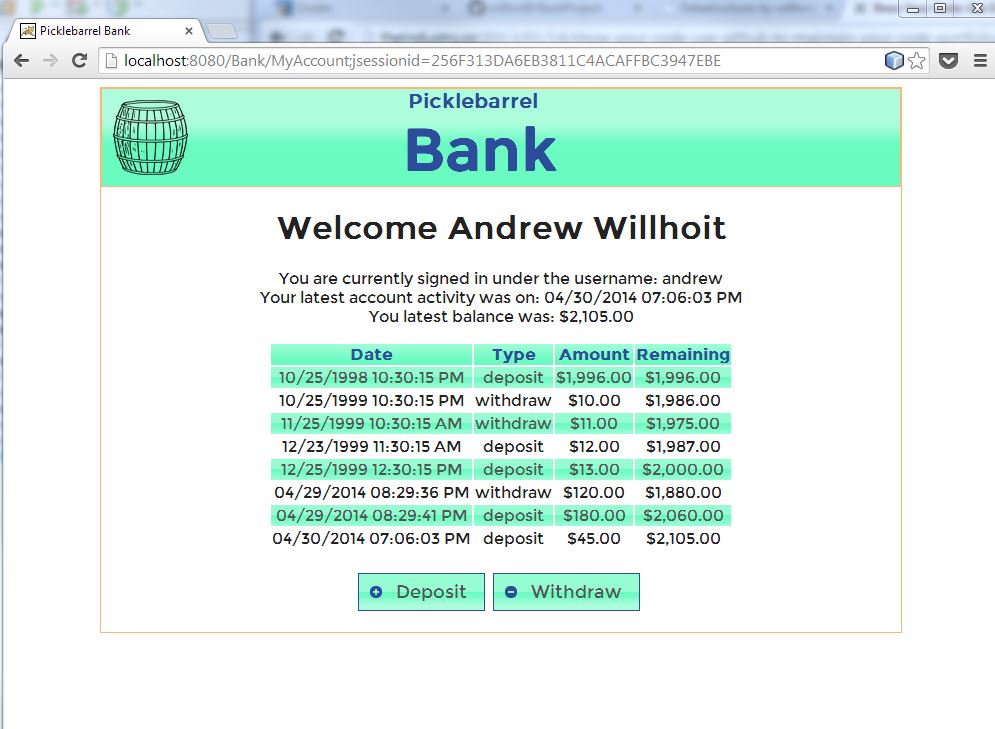 Picklebarrel Bank
localhost:8080/Bank/MyAccount;jsessionid=256F313DA6EB3811C4ACAFFBC3947EBE
Picklebarrel
Bank
Welcome Andrew Willhoit
You are currently signed in under the username: andrew
Your latest account activity was on: 04/30/2014 07:06:03 PM
You latest balance was: $2,105.00
Date Type Amount Remaining
10/25/1998 10:30:15 PM deposit $1,996.00 $1,996.00
10/25/1999 10:30:15 PM withdraw $10.00 $1,986.00
11/25/1999 10:30:15 AM withdraw $11.00 $1,975.00
12/23/1999 11:30:15 AM deposit $12.00 $1,987.00
12/25/1999 12:30:15 PM deposit $13.00 $2,000.00
04/29/2014 08:29:36 PM withdraw $120.00 $1,880.00
04/29/2014 08:29:41 PM deposit $180.00 $2,060.00
04/30/2014 07:06:03 PM deposit $45.00 $2,105.00
Deposit Withdraw